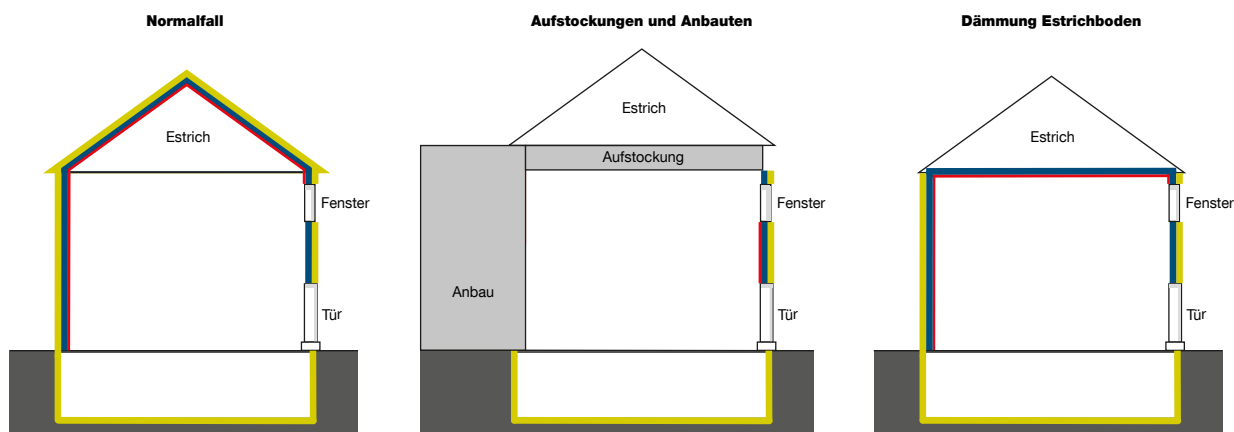 Normalfall
Estrich
Fenster
Tür
Aufstockungen und Anbauten
Estrich
Aufstockung
Fenster
Anbau
Tür
Dämmung Estrichboden
Estrich
Fenster
Tür